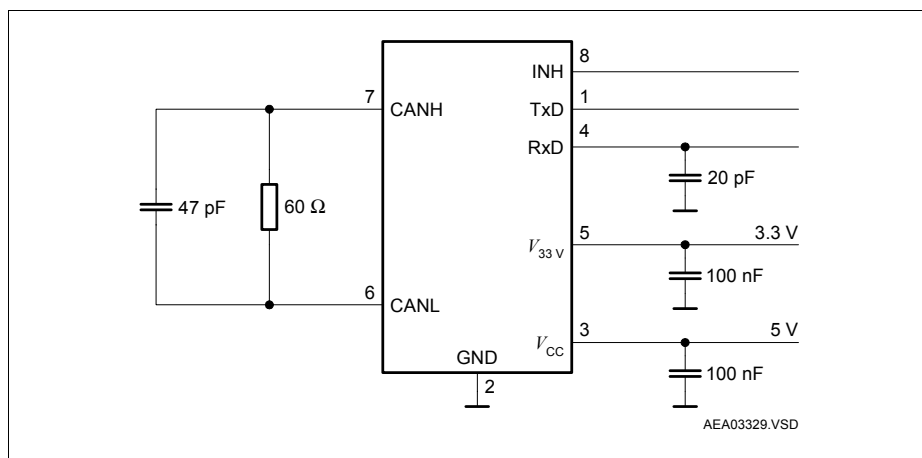 8
INH
7
CANH
TxD
1
RxD
4
20 pF
47 pF
60 Ω
V33 V
5
3.3 V
100 nF
6
CANL
VCC
3
5 V
GND
100 nF
2
AEA03329.VSD